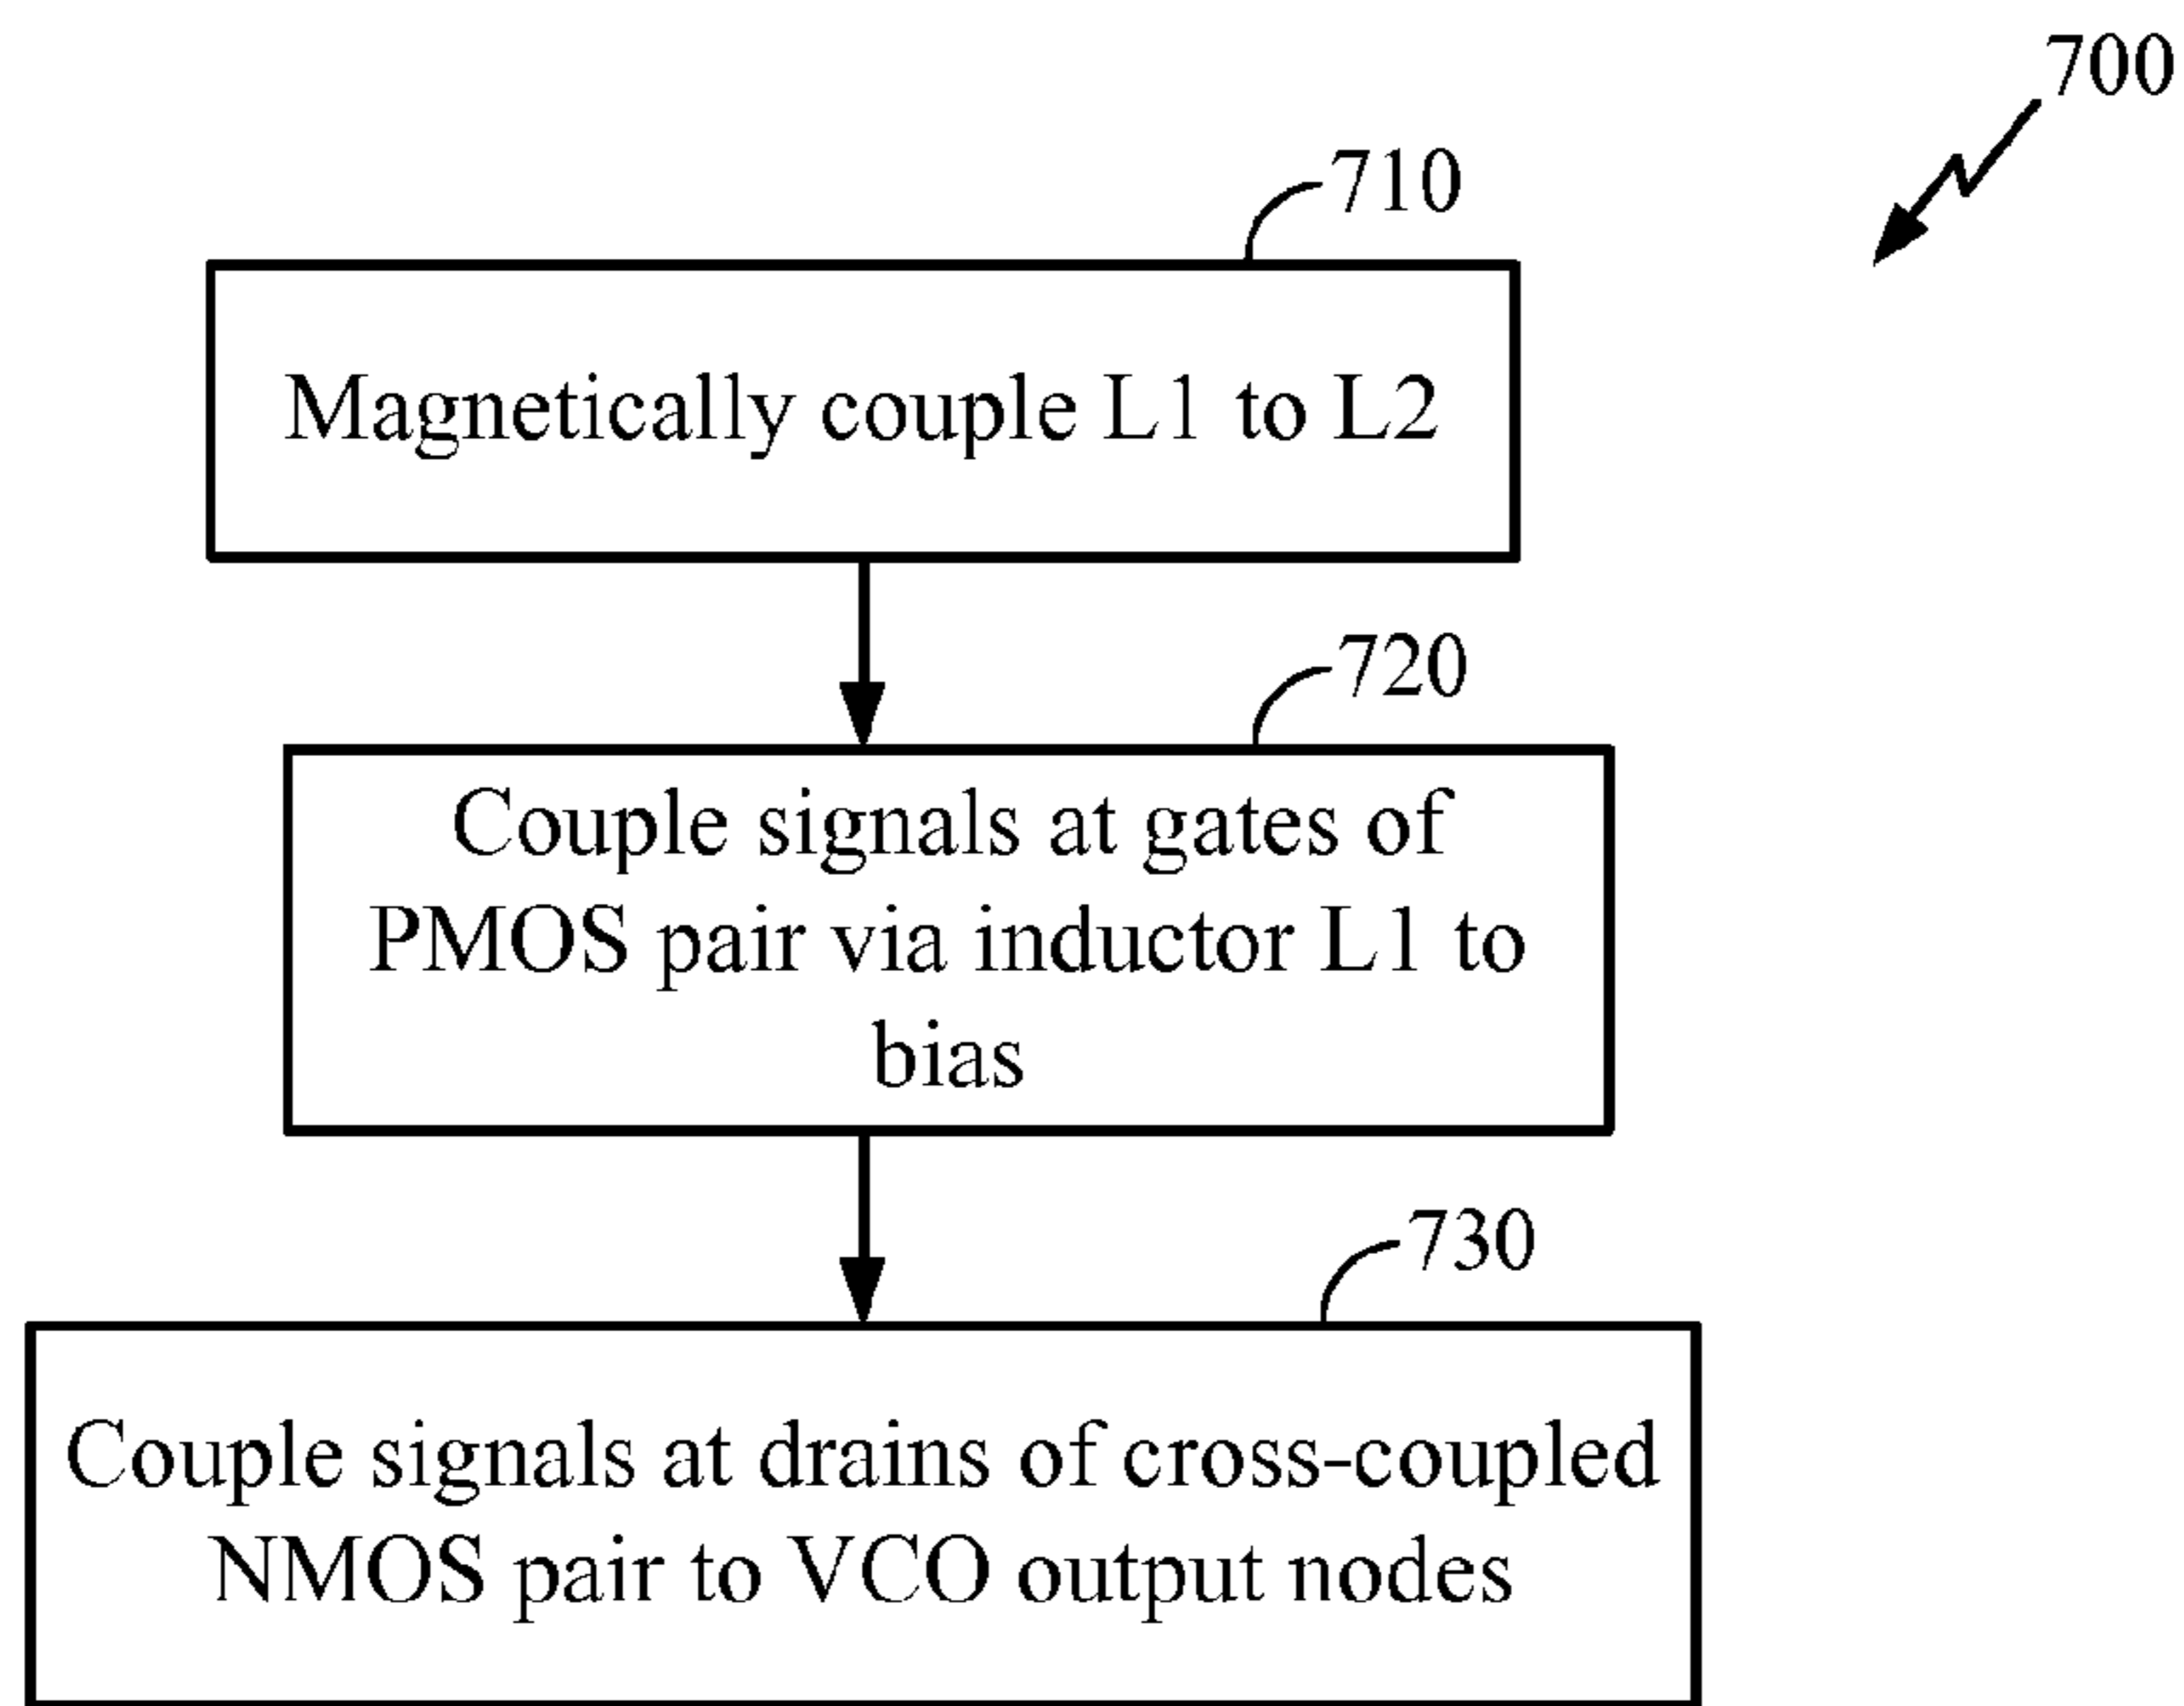 700
710
Magnetically couple L1 to L2
720
Couple signals at gates of
PMOS pair via inductor L1 to
bias
730
Couple signals at drains of cross-coupled
NMOS pair to VCO output nodes